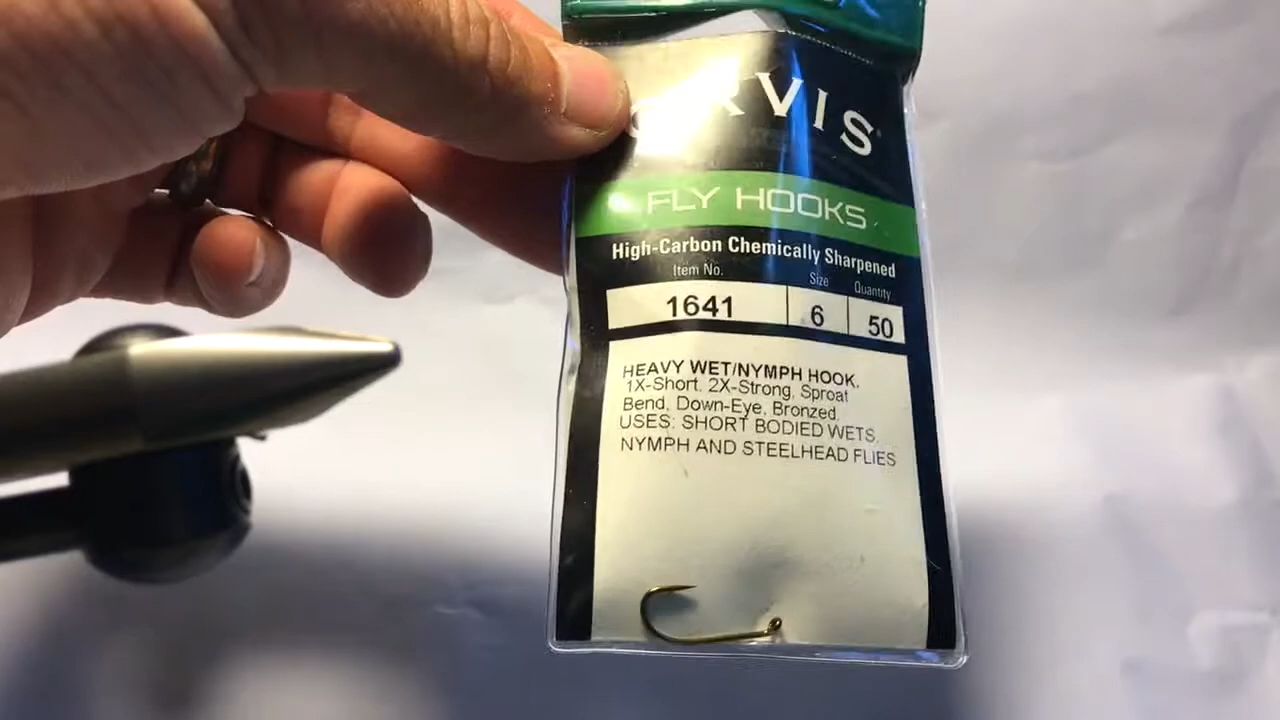 ORVIS
FLY HOOKS
High-Carbon Chemically Sharpened
Item No. Size Quantity
1641 6 50
HEAVY WET/NYMPH HOOK.
1X-Short. 2X-Strong, Sproat
Bend, Down-Eye, Bronzed.
USES: SHORT BODIED WETS,
NYMPH AND STEELHEAD FLIES